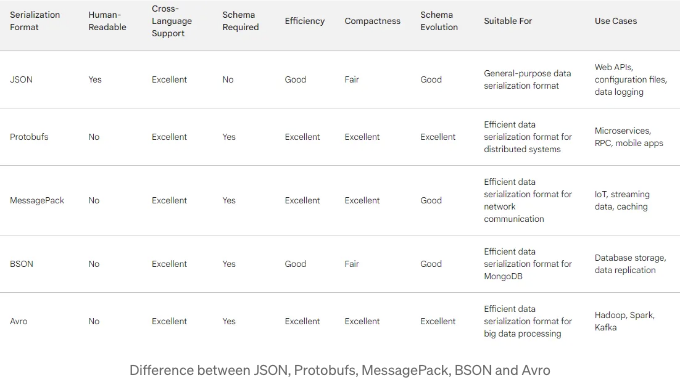 Serialization Format Human-Readable Cross-Language Support Schema Required Efficiency Compactness Schema Evolution Suitable For Use Cases
JSON Yes Excellent No Good Fair Good General-purpose data serialization format Web APIs, configuration files, data logging
Protobufs No Excellent Yes Excellent Excellent Excellent Efficient data serialization format for distributed systems Microservices, RPC, mobile apps
MessagePack No Excellent Yes Excellent Excellent Good Efficient data serialization format for network communication IoT, streaming data, caching
BSON No Excellent Yes Good Fair Good Efficient data serialization format for MongoDB Database storage, data replication
Avro No Excellent Yes Excellent Excellent Excellent Efficient data serialization format for big data processing Hadoop, Spark, Kafka
Difference between JSON, Protobufs, MessagePack, BSON and Avro